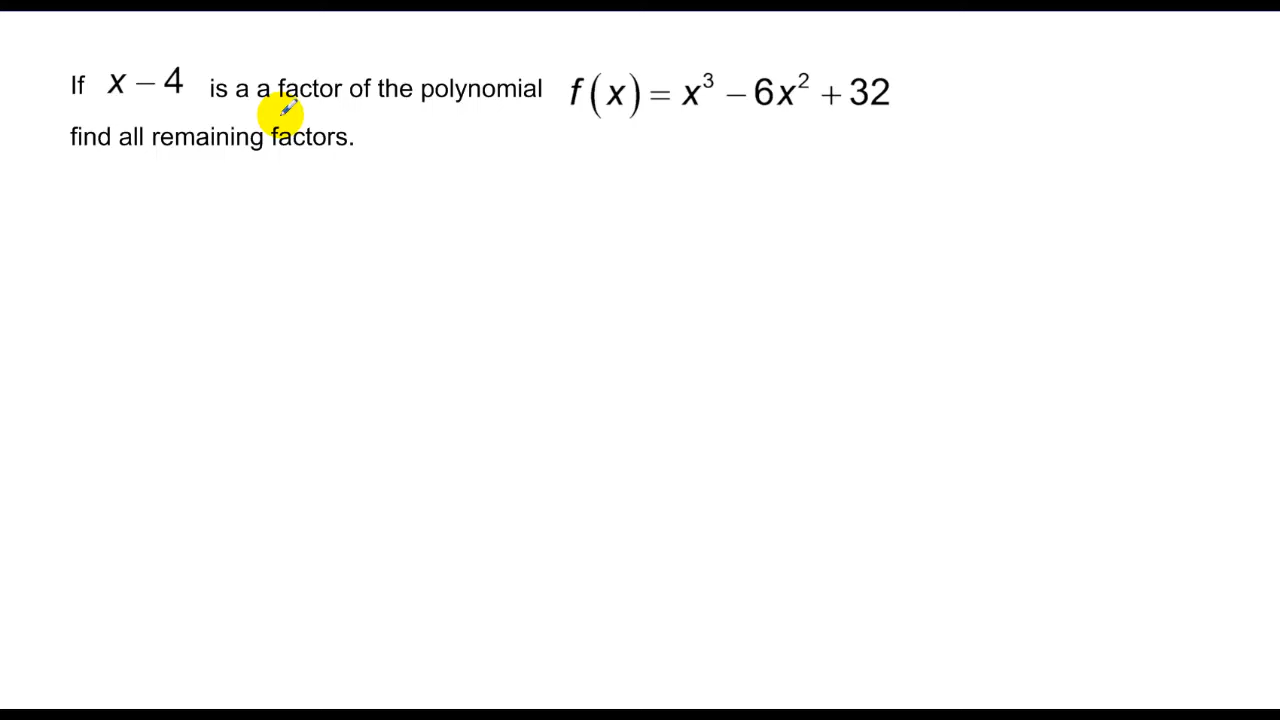 If x − 4 is a a factor of the polynomial f(x) = x³ − 6x² + 32
find all remaining factors.